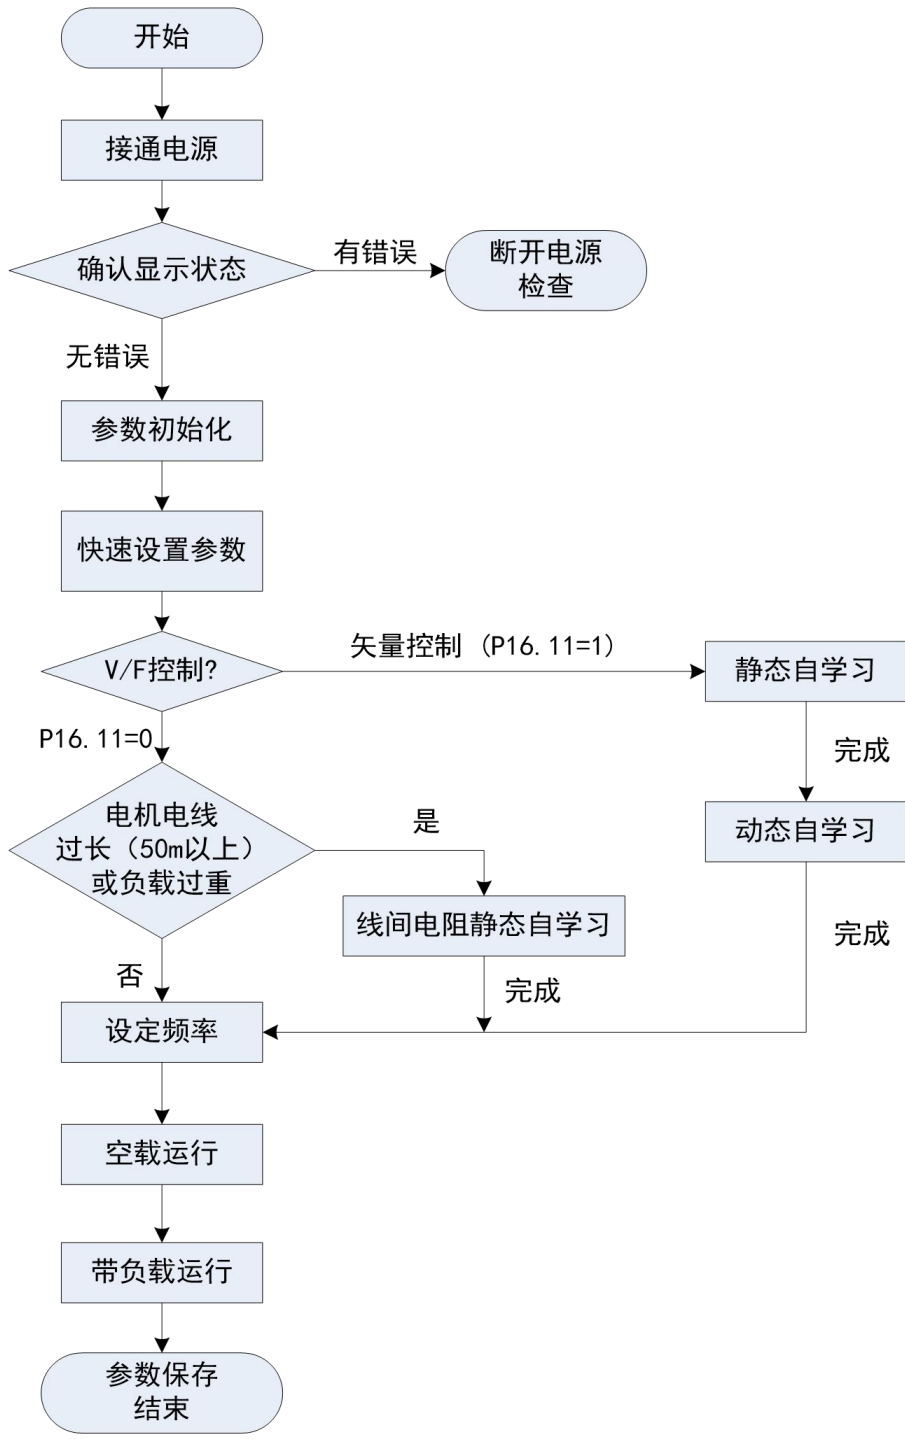 开始
接通电源
确认显示状态
有错误
断开电源
检查
无错误
参数初始化
快速设置参数
V/F控制?
矢量控制 (P16.11=1)
静态自学习
P16.11=0
完成
电机电线
过长（50m以上）
或负载过重
是
动态自学习
线间电阻静态自学习
完成
否
完成
设定频率
空载运行
带负载运行
参数保存
结束